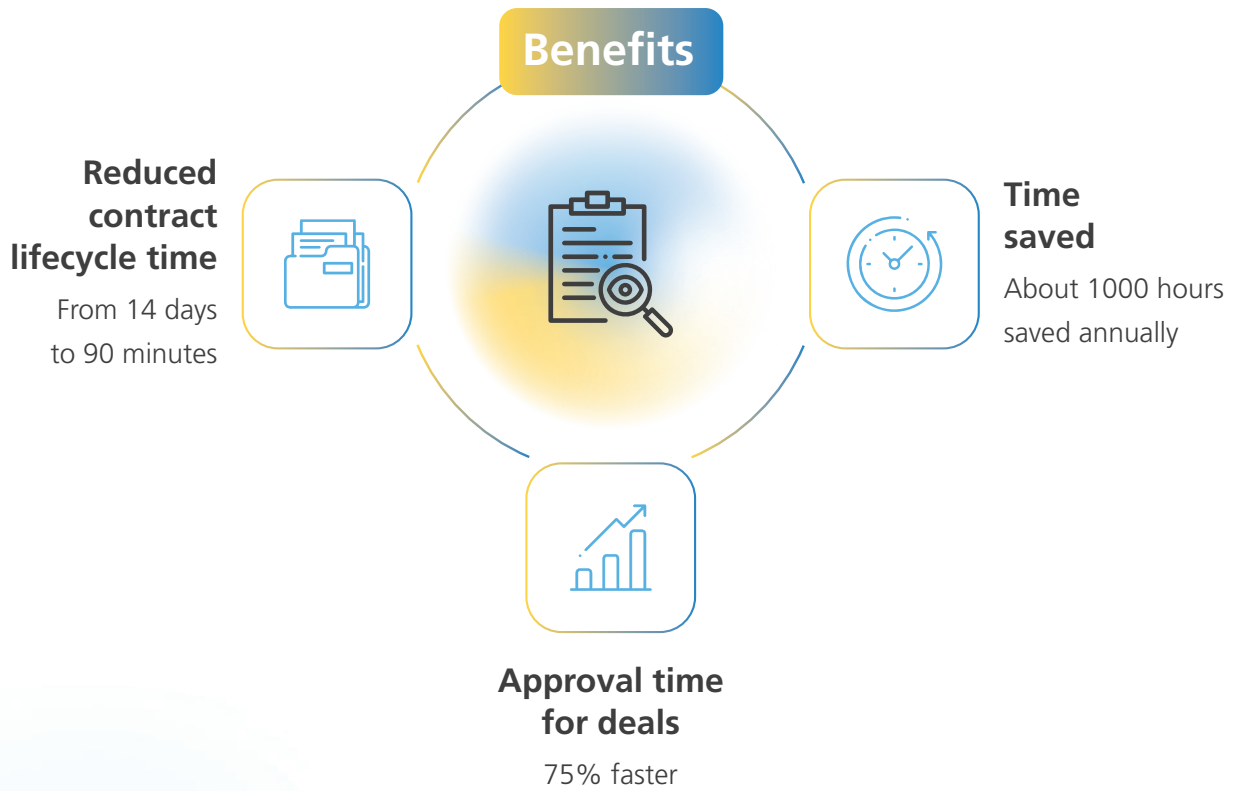 Benefits
Reduced
contract
lifecycle time
From 14 days
to 90 minutes
Time
saved
About 1000 hours
saved annually
Approval time
for deals
75% faster